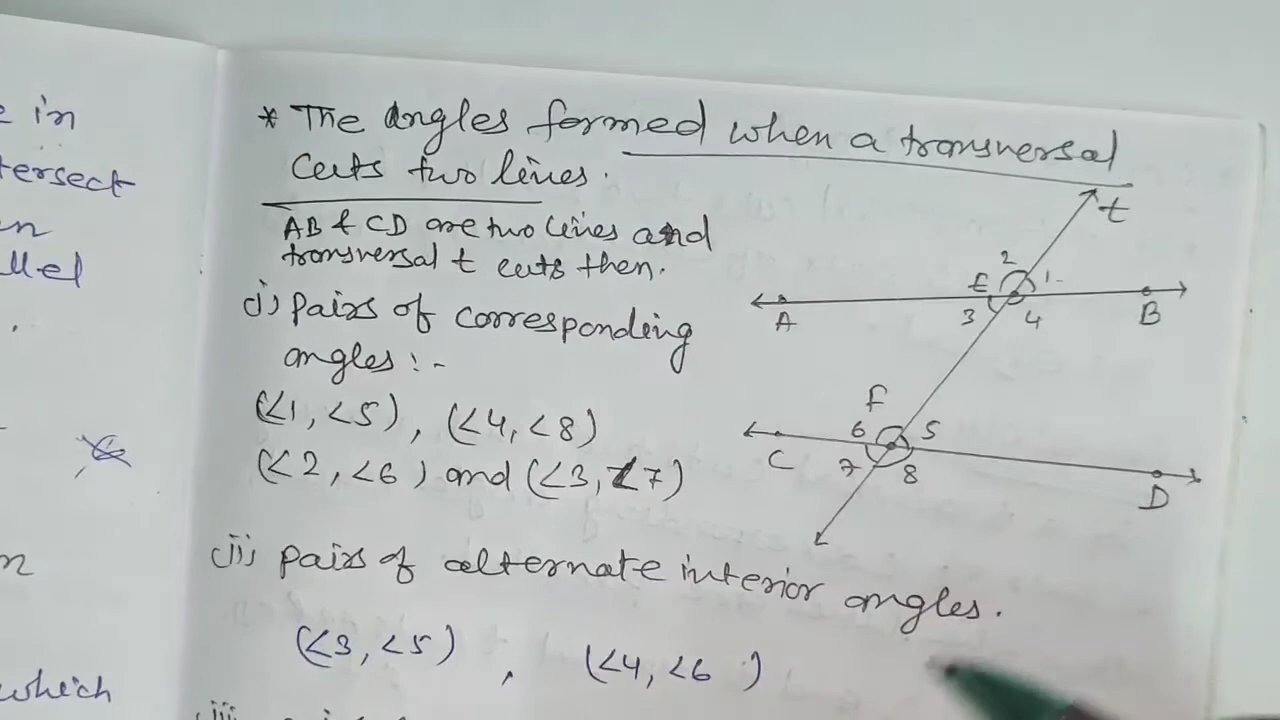 e in
tersect
en
llel
which
* The Angles formed when a transversal
cuts two lines.
AB & CD are two lines and
transversal t cuts then.
(i) pairs of corresponding
angles :-
(<1, <5), (<4, <8)
(<2, <6) and (<3, <7)
(ii) pairs of alternate interior angles.
(<3, <5), (<4, <6)
t
2
E 1
A 3 4 B
F
6 5
C 7 8 D